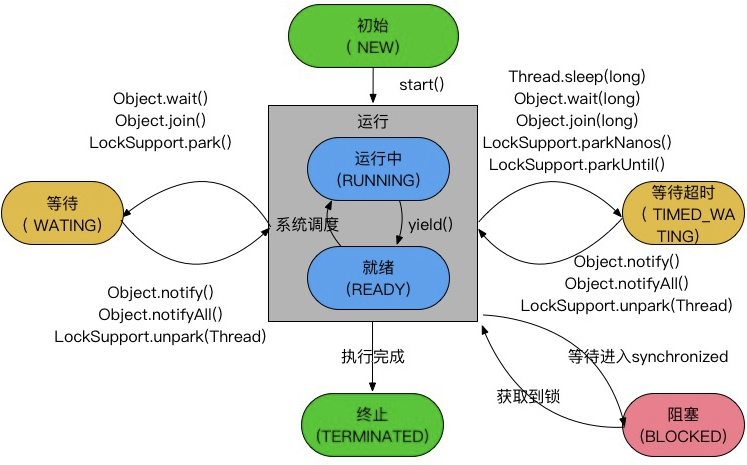 初始
( NEW)
start()
Object.wait()
Object.join()
LockSupport.park()
Thread.sleep(long)
Object.wait(long)
Object.join(long)
LockSupport.parkNanos()
LockSupport.parkUntil()
运行
运行中
(RUNNING)
等待
( WATING)
系统调度
yield()
等待超时
( TIMED_WA
TING)
就绪
(READY)
Object.notify()
Object.notifyAll()
LockSupport.unpark(Thread)
Object.notify()
Object.notifyAll()
LockSupport.unpark(Thread)
执行完成
等待进入synchronized
获取到锁
终止
(TERMINATED)
阻塞
(BLOCKED)